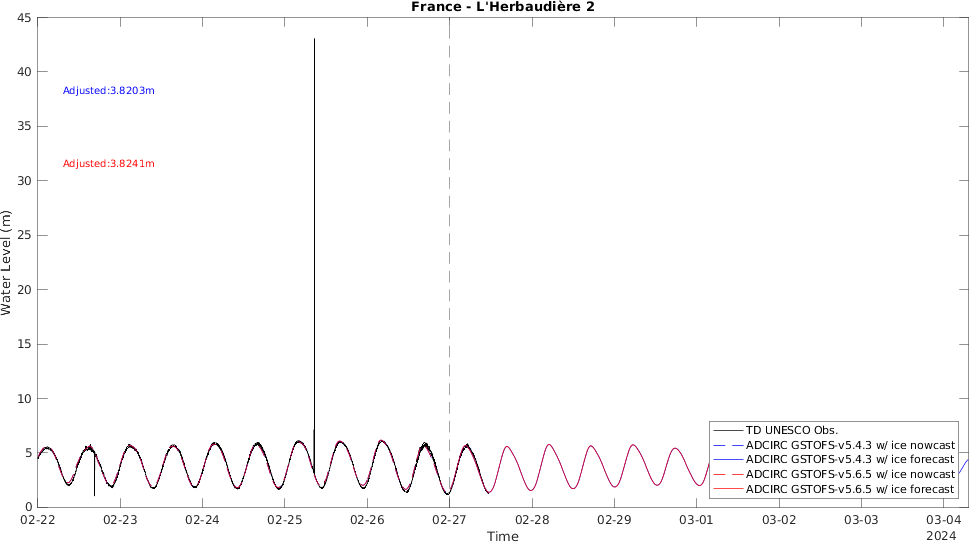 France - L'Herbaudière 2
45
40
35
30
25
20
15
10
5
0
Water Level (m)
Adjusted:3.8203m
Adjusted:3.8241m
TD UNESCO Obs.
ADCIRC GSTOFS-v5.4.3 w/ ice nowcast
ADCIRC GSTOFS-v5.4.3 w/ ice forecast
ADCIRC GSTOFS-v5.6.5 w/ ice nowcast
ADCIRC GSTOFS-v5.6.5 w/ ice forecast
02-22 02-23 02-24 02-25 02-26 02-27 02-28 02-29 03-01 03-02 03-03 03-04
2024
Time